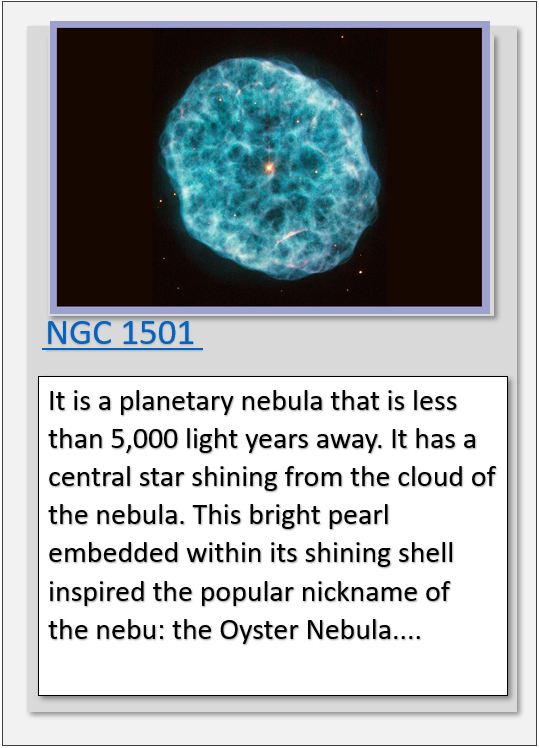 NGC 1501
It is a planetary nebula that is less
than 5,000 light years away. It has a
central star shining from the cloud of
the nebula. This bright pearl
embedded within its shining shell
inspired the popular nickname of
the nebu: the Oyster Nebula....